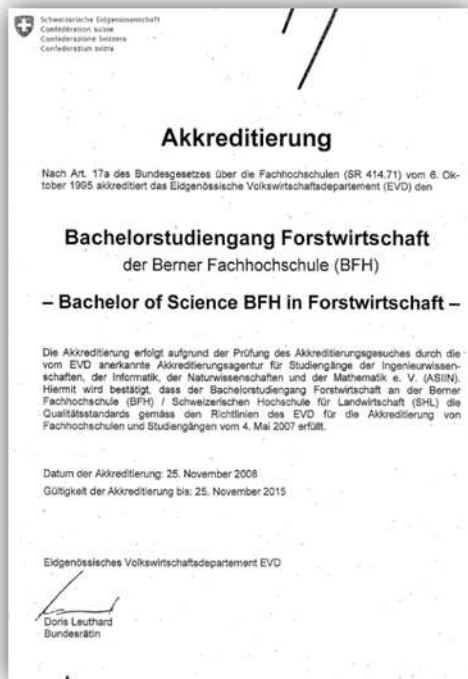 Schweizerische Eidgenossenschaft
Confédération suisse
Confederazione Svizzera
Confederaziun svizra
Akkreditierung
Nach Art. 17a des Bundesgesetzes über die Fachhochschulen (SR 414.71) vom 6. Ok-
tober 1995 akkreditiert das Eidgenössische Volkswirtschaftsdepartement (EVD) den
Bachelorstudiengang Forstwirtschaft
der Berner Fachhochschule (BFH)
– Bachelor of Science BFH in Forstwirtschaft –
Die Akkreditierung erfolgt aufgrund der Prüfung des Akkreditierungsgesuches durch die
vom EVD anerkannte Akkreditierungsagentur für Studiengänge der Ingenieurwissen-
schaften, der Informatik, der Naturwissenschaften und der Mathematik e. V. (ASIIN).
Hiermit wird bestätigt, dass der Bachelorstudiengang Forstwirtschaft an der Berner
Fachhochschule (BFH) / Schweizerischen Hochschule für Landwirtschaft (SHL) die
Qualitätsstandards gemäss den Richtlinien des EVD für die Akkreditierung von
Fachhochschulen und Studiengängen vom 4. Mai 2007 erfüllt.
Datum der Akkreditierung: 25. November 2008
Gültigkeit der Akkreditierung bis: 25. November 2015
Eidgenössisches Volkswirtschaftsdepartement EVD
Doris Leuthard
Bundesrätin